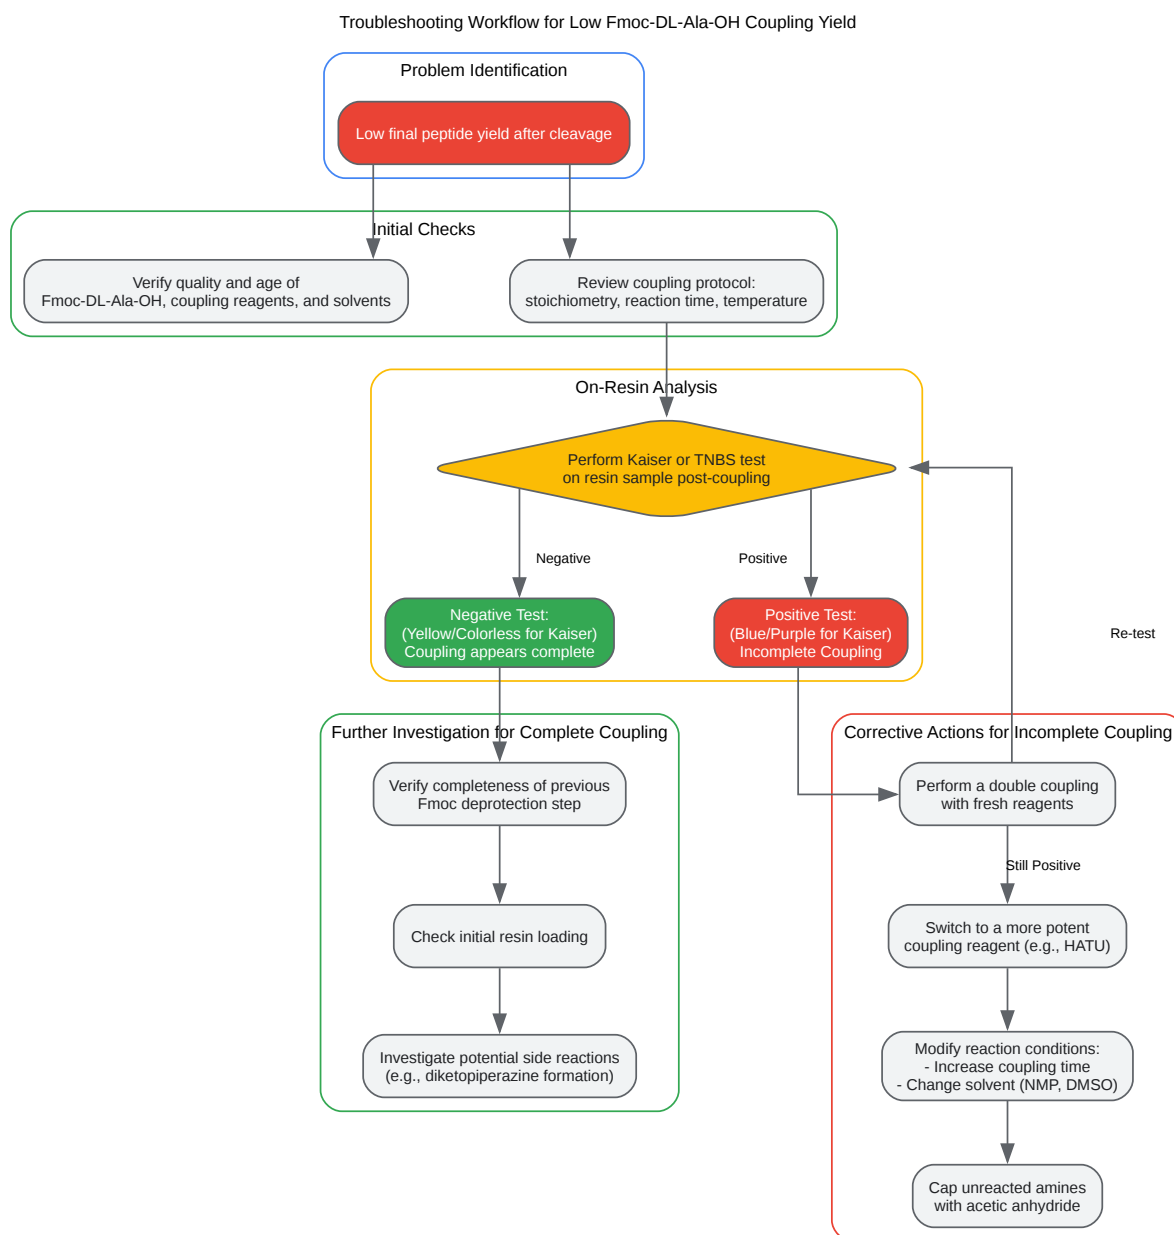 Troubleshooting Workflow for Low Fmoc-DL-Ala-OH Coupling Yield
Problem Identification
Low final peptide yield after cleavage
Initial Checks
Verify quality and age of
Fmoc-DL-Ala-OH, coupling reagents, and solvents
Review coupling protocol:
stoichiometry, reaction time, temperature
On-Resin Analysis
Perform Kaiser or TNBS test
on resin sample post-coupling
Negative
Positive
Negative Test:
(Yellow/Colorless for Kaiser)
Coupling appears complete
Positive Test:
(Blue/Purple for Kaiser)
Incomplete Coupling
Re-test
Further Investigation for Complete Coupling
Verify completeness of previous
Fmoc deprotection step
Check initial resin loading
Investigate potential side reactions
(e.g., diketopiperazine formation)
Corrective Actions for Incomplete Coupling
Perform a double coupling
with fresh reagents
Still Positive
Switch to a more potent
coupling reagent (e.g., HATU)
Modify reaction conditions:
- Increase coupling time
- Change solvent (NMP, DMSO)
Cap unreacted amines
with acetic anhydride